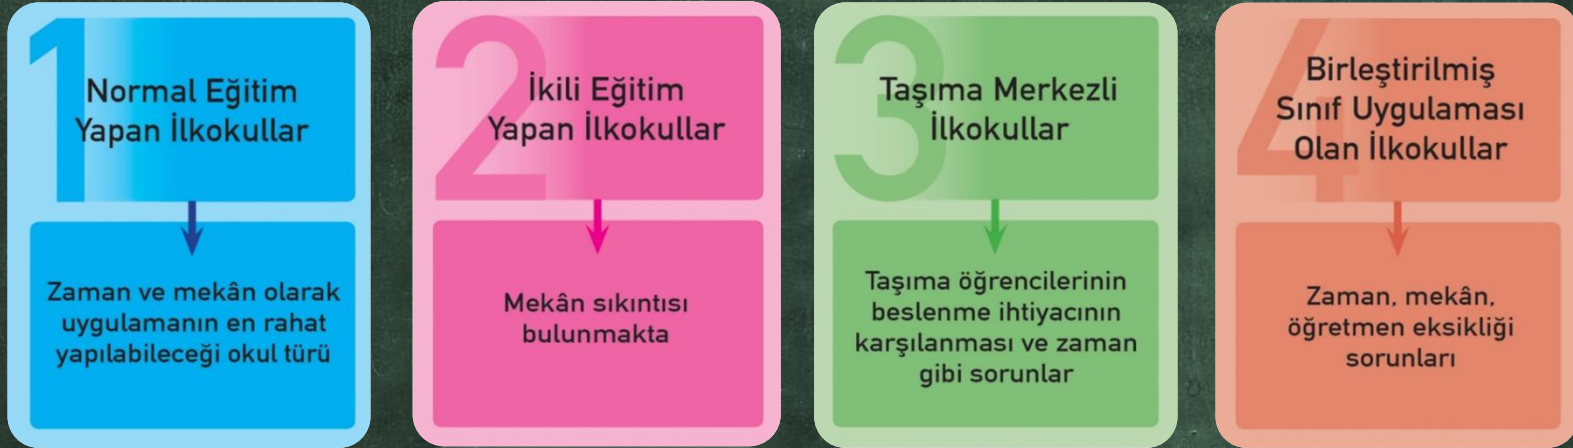 1
Normal Eğitim
Yapan İlkokullar
Zaman ve mekân olarak
uygulamanın en rahat
yapılabileceği okul türü
2
İkili Eğitim
Yapan İlkokullar
Mekân sıkıntısı
bulunmakta
3
Taşıma Merkezli
İlkokullar
Taşıma öğrencilerinin
beslenme ihtiyacının
karşılanması ve zaman
gibi sorunlar
4
Birleştirilmiş
Sınıf Uygulaması
Olan İlkokullar
Zaman, mekân,
öğretmen eksikliği
sorunları